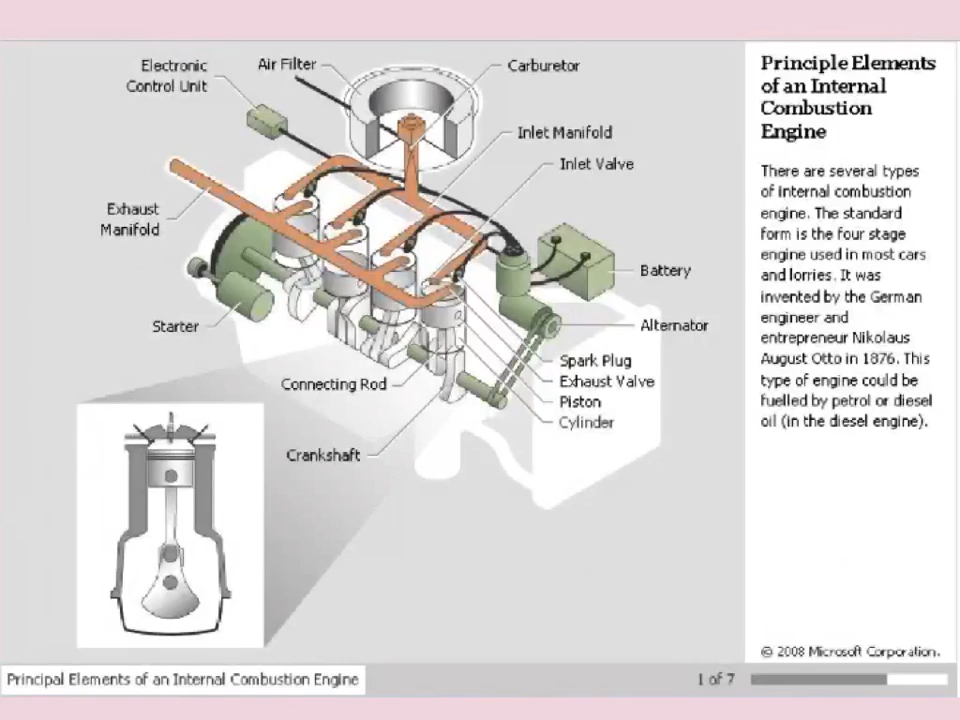 Electronic
Control Unit
Air Filter
Carburetor
Inlet Manifold
Inlet Valve
Exhaust
Manifold
Battery
Starter
Alternator
Connecting Rod
Spark Plug
Exhaust Valve
Piston
Cylinder
Crankshaft
Principle Elements
of an Internal
Combustion
Engine
There are several types
of internal combustion
engine. The standard
form is the four stage
engine used in most cars
and lorries. It was
invented by the German
engineer and
entrepreneur Nikolaus
August Otto in 1876. This
type of engine could be
fuelled by petrol or diesel
oil (in the diesel engine).
© 2008 Microsoft Corporation.
Principal Elements of an Internal Combustion Engine
1 of 7